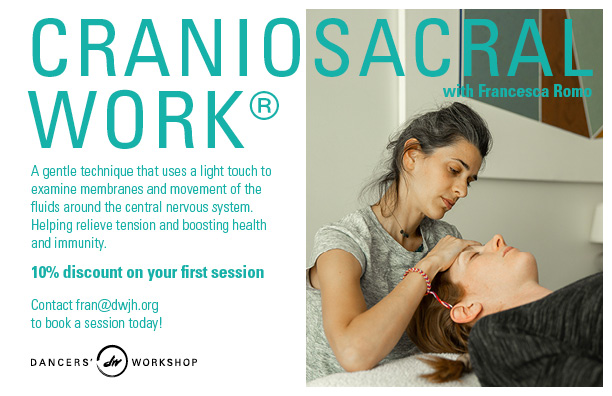 CRANIOSACRAL
with Francesca Romo
WORK®
A gentle technique that uses a light touch to
examine membranes and movement of the
fluids around the central nervous system.
Helping relieve tension and boosting health
and immunity.
10% discount on your first session
Contact fran@dwjh.org
to book a session today!
DANCERS' dw WORKSHOP